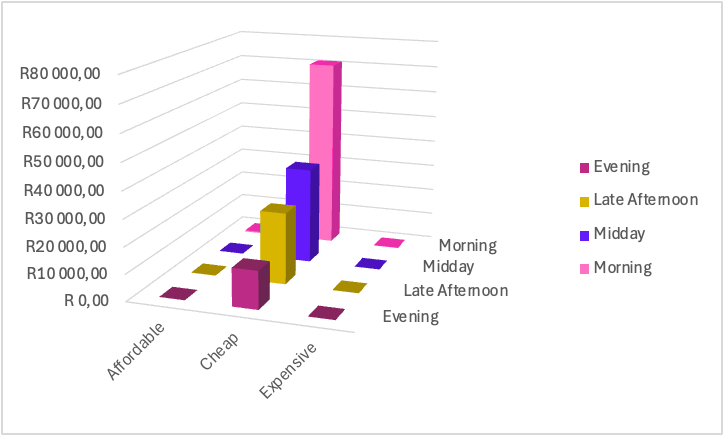 R80 000,00
R70 000,00
R60 000,00
R50 000,00
R40 000,00
R30 000,00
R20 000,00
R10 000,00
R 0,00
Affordable
Cheap
Expensive
Morning
Midday
Late Afternoon
Evening
Evening
Late Afternoon
Midday
Morning